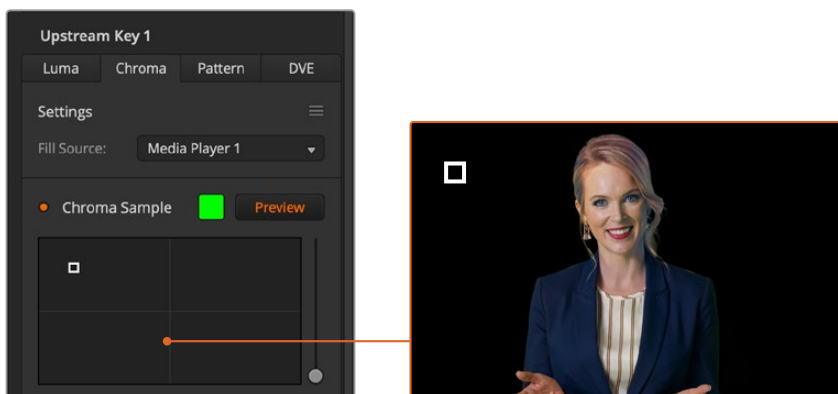 Upstream Key 1
Luma Chroma Pattern DVE
Settings
Fill Source: Media Player 1
Chroma Sample Preview